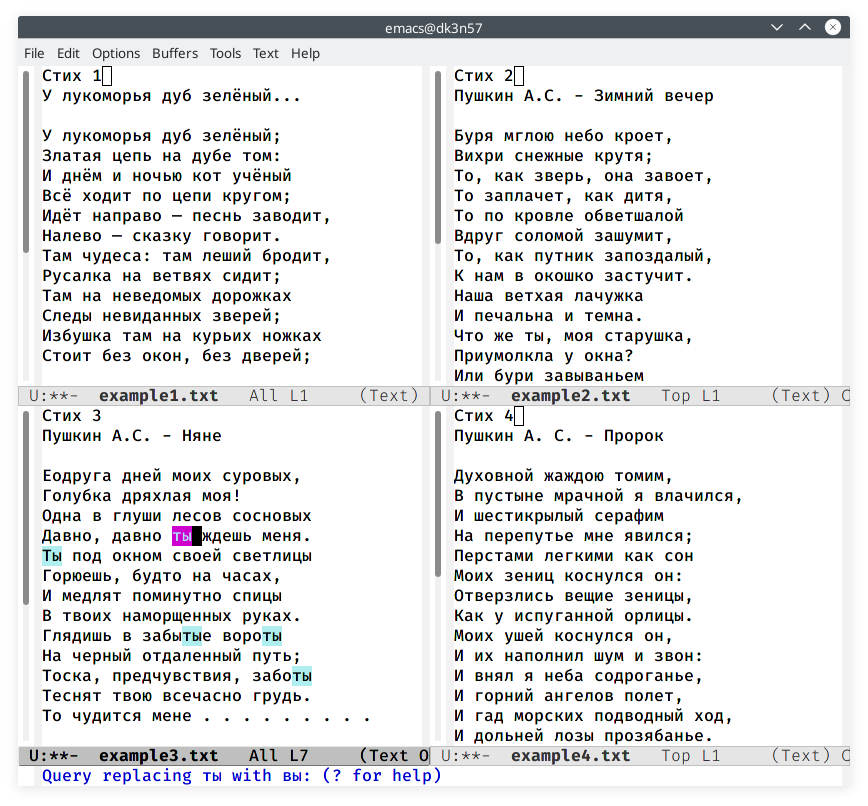 emacs@dk3n57
File Edit Options Buffers Tools Text Help
Стих 1
У лукоморья дуб зелёный...
У лукоморья дуб зелёный;
Златая цепь на дубе том:
И днём и ночью кот учёный
Всё ходит по цепи кругом;
Идёт направо — песнь заводит,
Налево — сказку говорит.
Там чудеса: там леший бродит,
Русалка на ветвях сидит;
Там на неведомых дорожках
Следы невиданных зверей;
Избушка там на курьих ножках
Стоит без окон, без дверей;
U:**- example1.txt All L1 (Text)
Стих 2
Пушкин А.С. - Зимний вечер
Буря мглою небо кроет,
Вихри снежные крутя;
То, как зверь, она завоет,
То заплачет, как дитя,
То по кровле обветшалой
Вдруг соломой зашумит,
То, как путник запоздалый,
К нам в окошко застучит.
Наша ветхая лачужка
И печальна и темна.
Что же ты, моя старушка,
Приумолкла у окна?
Или бури завываньем
U:**- example2.txt Top L1 (Text) O
Стих 3
Пушкин А.С. - Няне
Еодруга дней моих суровых,
Голубка дряхлая моя!
Одна в глуши лесов сосновых
Давно, давно ты ждешь меня.
Ты под окном своей светлицы
Горюешь, будто на часах,
И медлят поминутно спицы
В твоих наморщенных руках.
Глядишь в забытые вороты
На черный отдаленный путь;
Тоска, предчувствия, заботы
Теснят твою всечасно грудь.
То чудится мене . . . . . . . . .
U:**- example3.txt All L7 (Text O
Стих 4
Пушкин А. С. - Пророк
Духовной жаждою томим,
В пустыне мрачной я влачился,
И шестикрылый серафим
На перепутье мне явился;
Перстами легкими как сон
Моих зениц коснулся он:
Отверзлись вещие зеницы,
Как у испуганной орлицы.
Моих ушей коснулся он,
И их наполнил шум и звон:
И внял я неба содроганье,
И горний ангелов полет,
И гад морских подводный ход,
И дольней лозы прозябанье.
U:**- example4.txt Top L1 (Text) O
Query replacing ты with вы: (? for help)